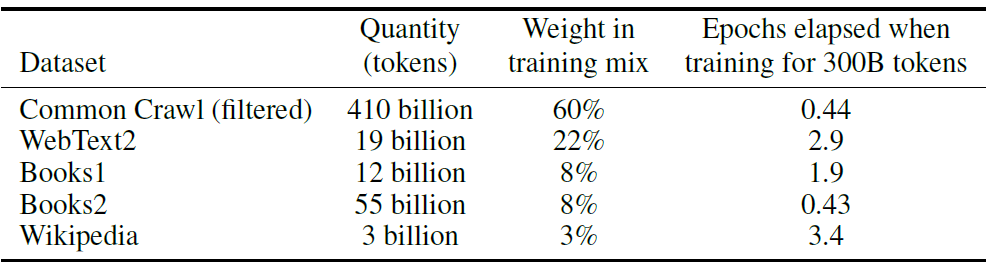 Dataset Quantity (tokens) Weight in training mix Epochs elapsed when training for 300B tokens
Common Crawl (filtered) 410 billion 60% 0.44
WebText2 19 billion 22% 2.9
Books1 12 billion 8% 1.9
Books2 55 billion 8% 0.43
Wikipedia 3 billion 3% 3.4